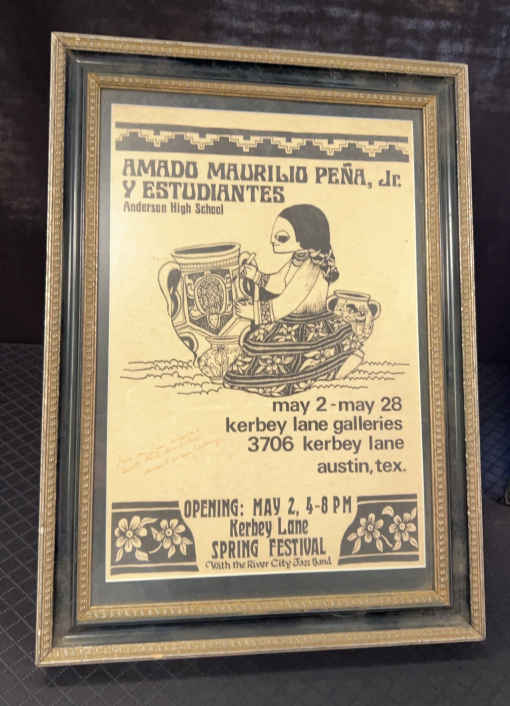 AMADO MAURILIO PEÑA, Jr.
Y ESTUDIANTES
Anderson High School
may 2 - may 28
kerbey lane galleries
3706 kerbey lane
austin, tex.
OPENING: MAY 2, 4-8 PM
Kerbey Lane
SPRING FESTIVAL
With the River City Jazz Band